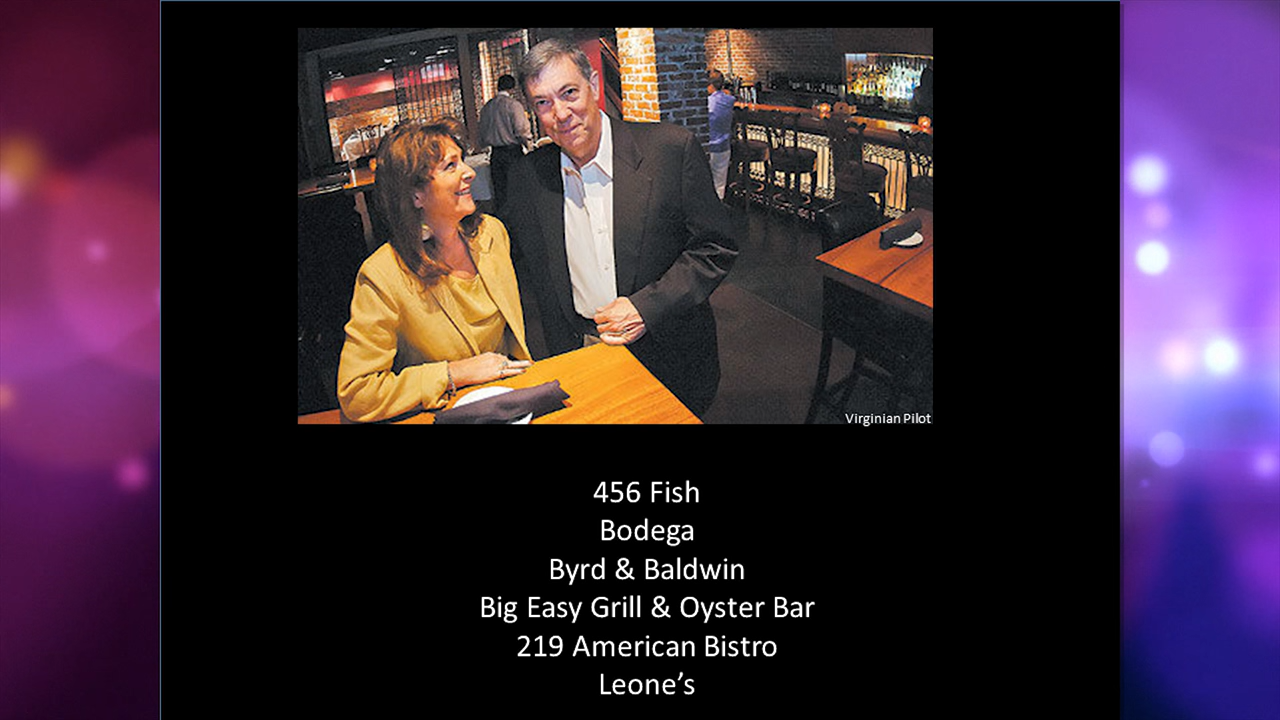 Virginian Pilot
456 Fish
Bodega
Byrd & Baldwin
Big Easy Grill & Oyster Bar
219 American Bistro
Leone’s